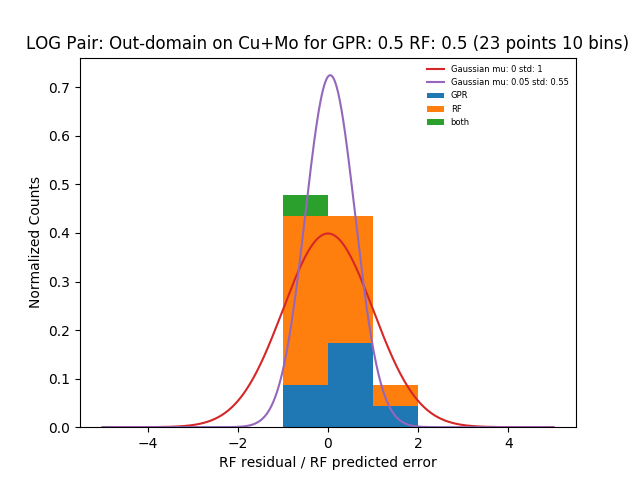 LOG Pair: Out-domain on Cu+Mo for GPR: 0.5 RF: 0.5 (23 points 10 bins)
Gaussian mu: 0 std: 1
Gaussian mu: 0.05 std: 0.55
GPR
RF
both
Normalized Counts
0.7
0.6
0.5
0.4
0.3
0.2
0.1
0.0
−4
−2
0
2
4
RF residual / RF predicted error